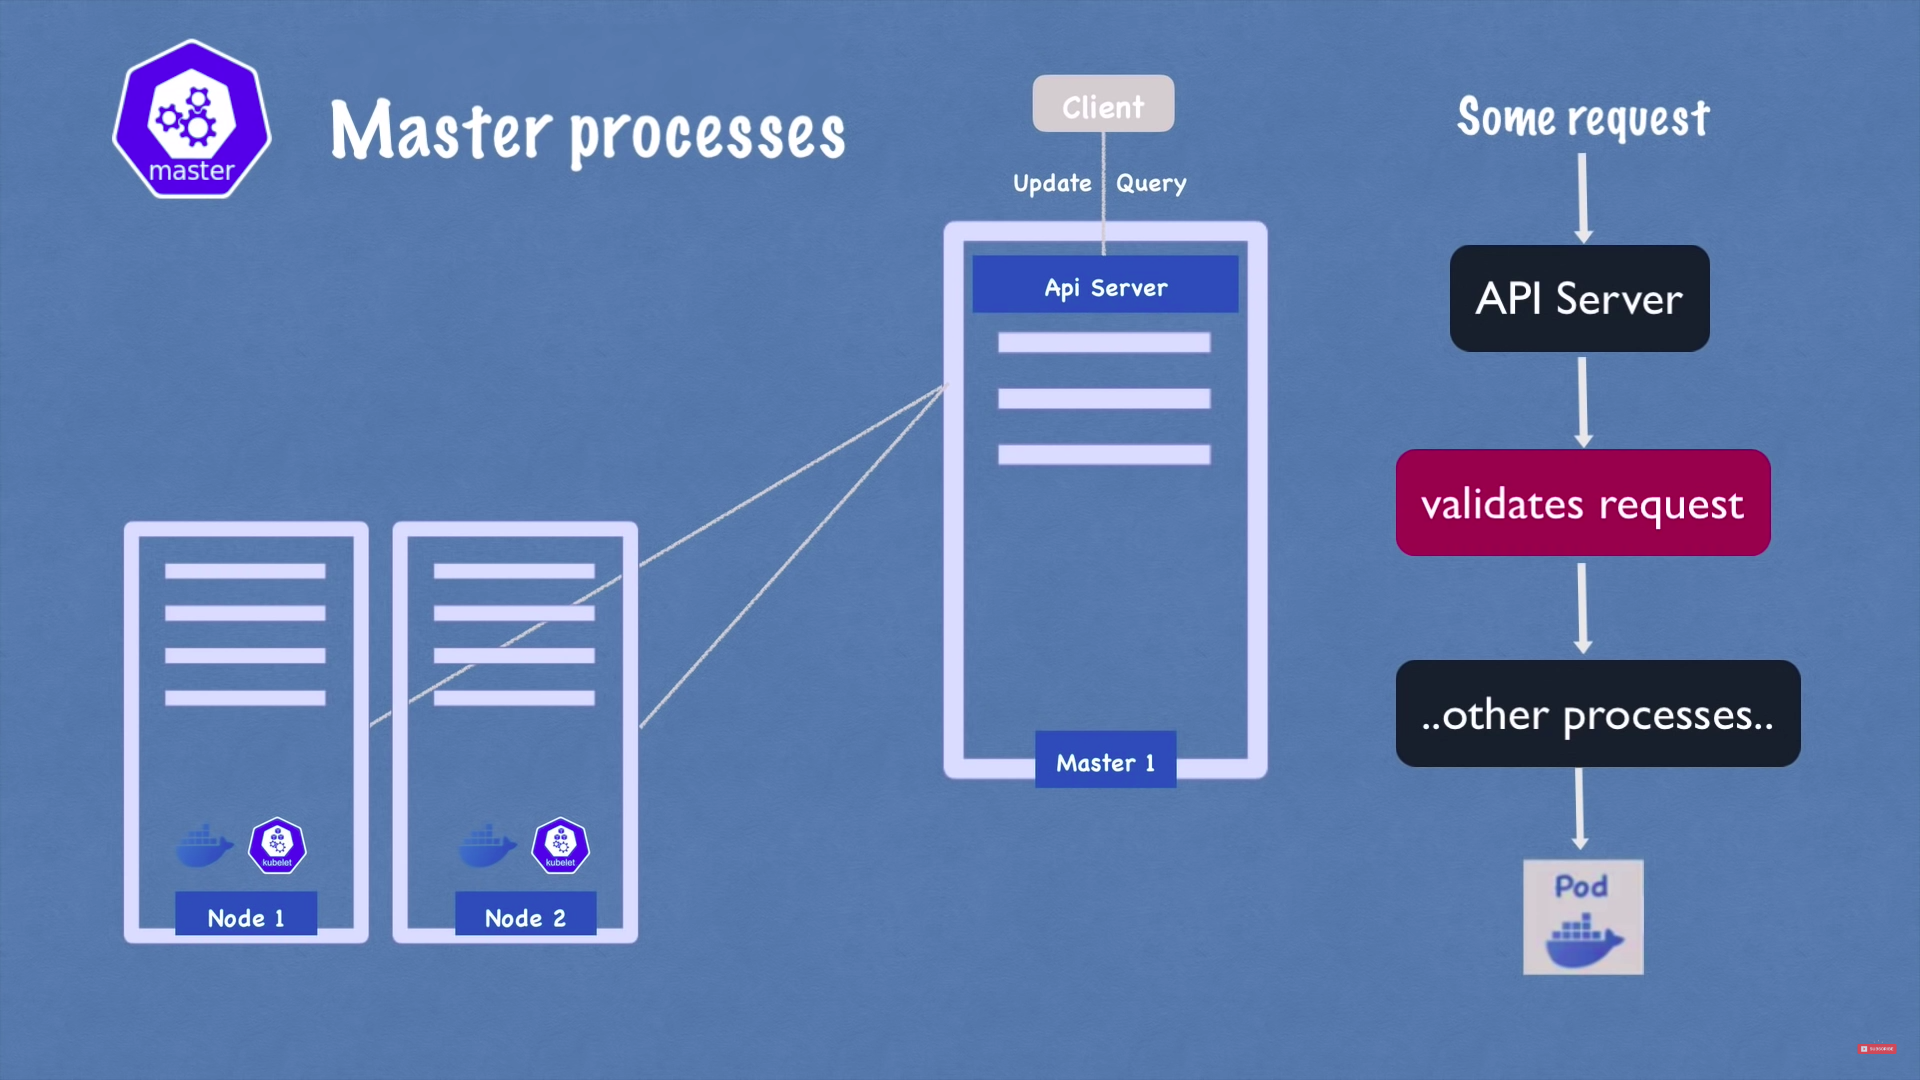 master
Master processes
Client
Update Query
Api Server
Master 1
kubelet
Node 1
kubelet
Node 2
Some request
API Server
validates request
..other processes..
Pod
SUBSCRIBE